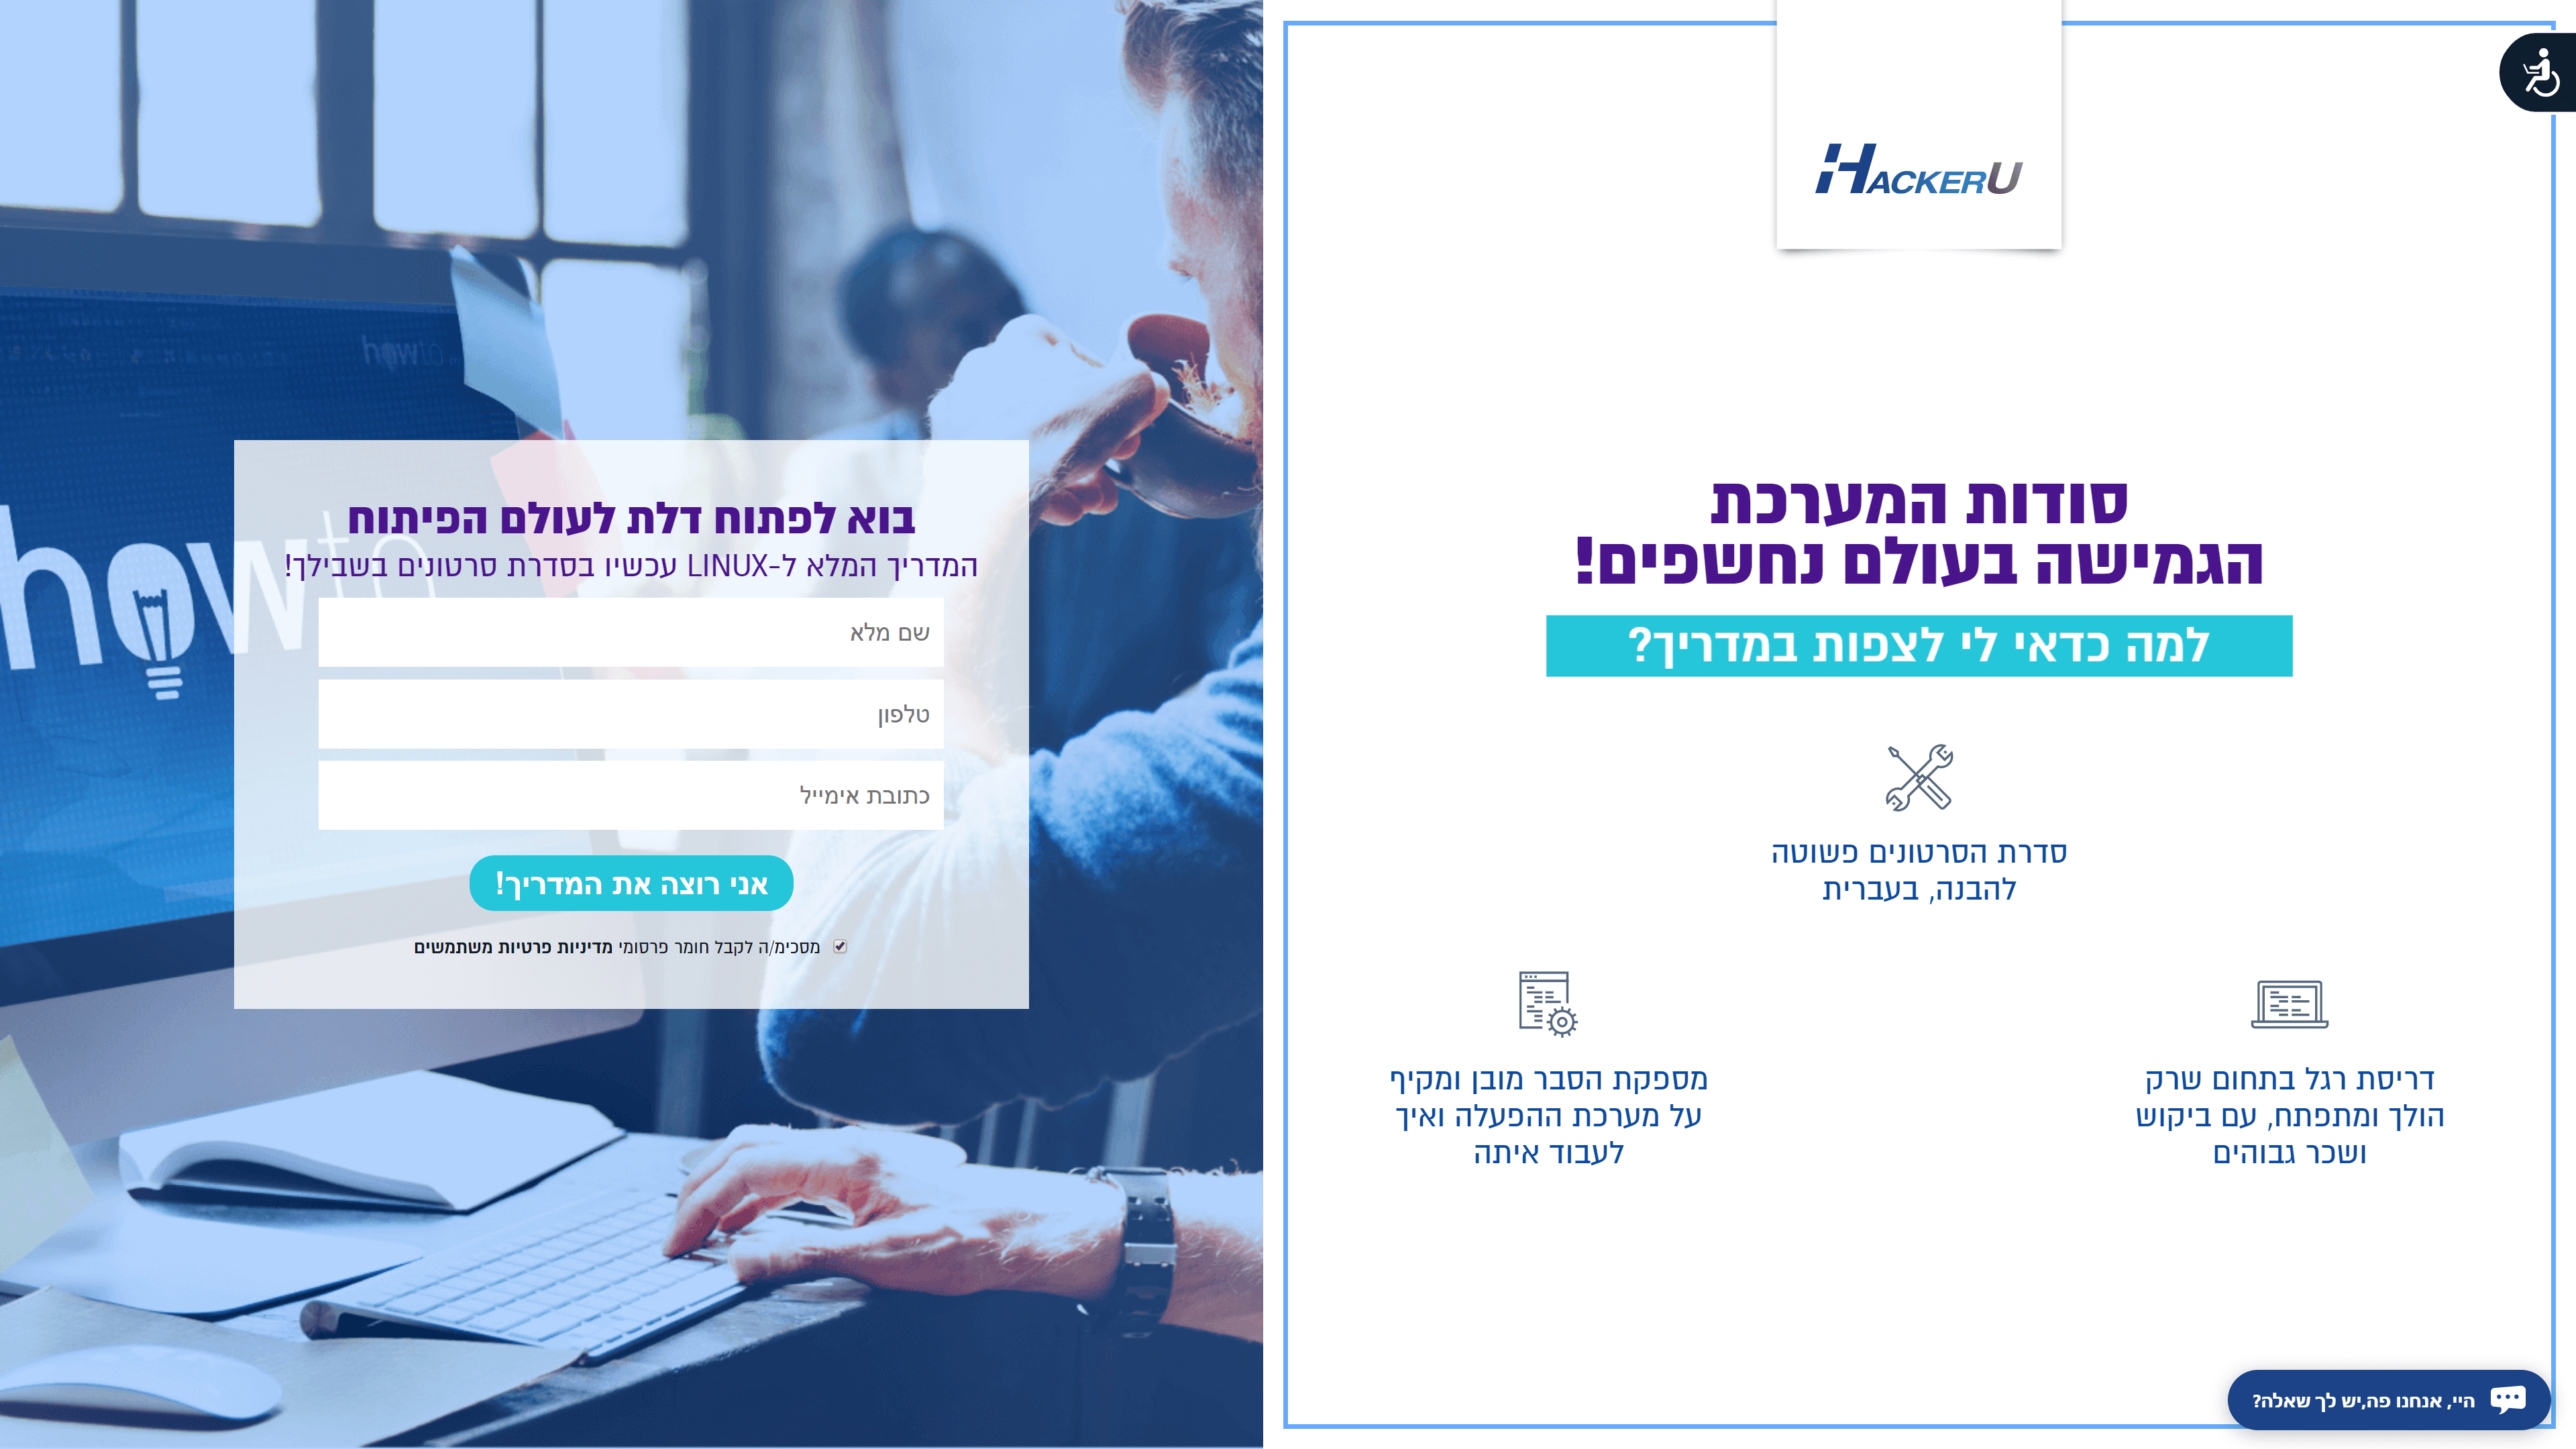 HACKERU
סודות המערכת
הגמישה בעולם נחשפים!
למה כדאי לי לצפות במדריך?
סדרת הסרטונים פשוטה
להבנה, בעברית
דריסת רגל בתחום שרק
הולך ומתפתח, עם ביקוש
ושכר גבוהים
מספקת הסבר מובן ומקיף
על מערכת ההפעלה ואיך
לעבוד איתה
היי, אנחנו פה,יש לך שאלה?
בוא לפתוח דלת לעולם הפיתוח
המדריך המלא ל-LINUX עכשיו בסדרת סרטונים בשבילך!
שם מלא
טלפון
כתובת אימייל
אני רוצה את המדריך!
מסכימ/ה לקבל חומר פרסומי מדיניות פרטיות משתמשים
howto
howto